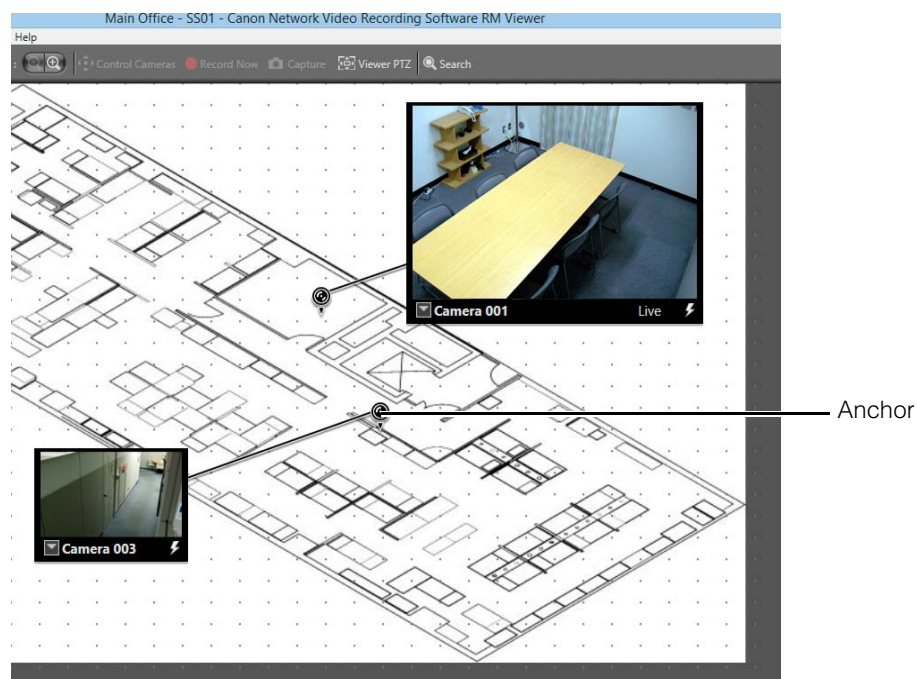 Main Office - SS01 - Canon Network Video Recording Software RM Viewer
Help
: Control Cameras Record Now Capture Viewer PTZ Search
Camera 001 Live
Anchor
Camera 003